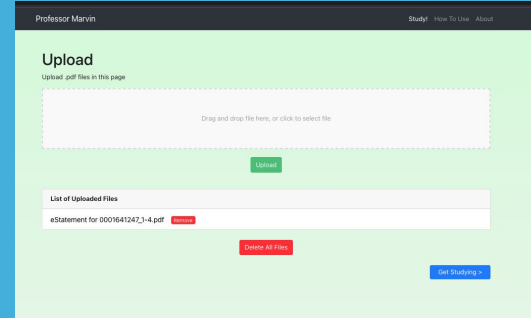 Professor Marvin
Study! How To Use About
Upload
Upload .pdf files in this page
Drag and drop file here, or click to select file
Upload
List of Uploaded Files
eStatement for 0001641247_1-4.pdf Remove
Delete All Files
Get Studying >